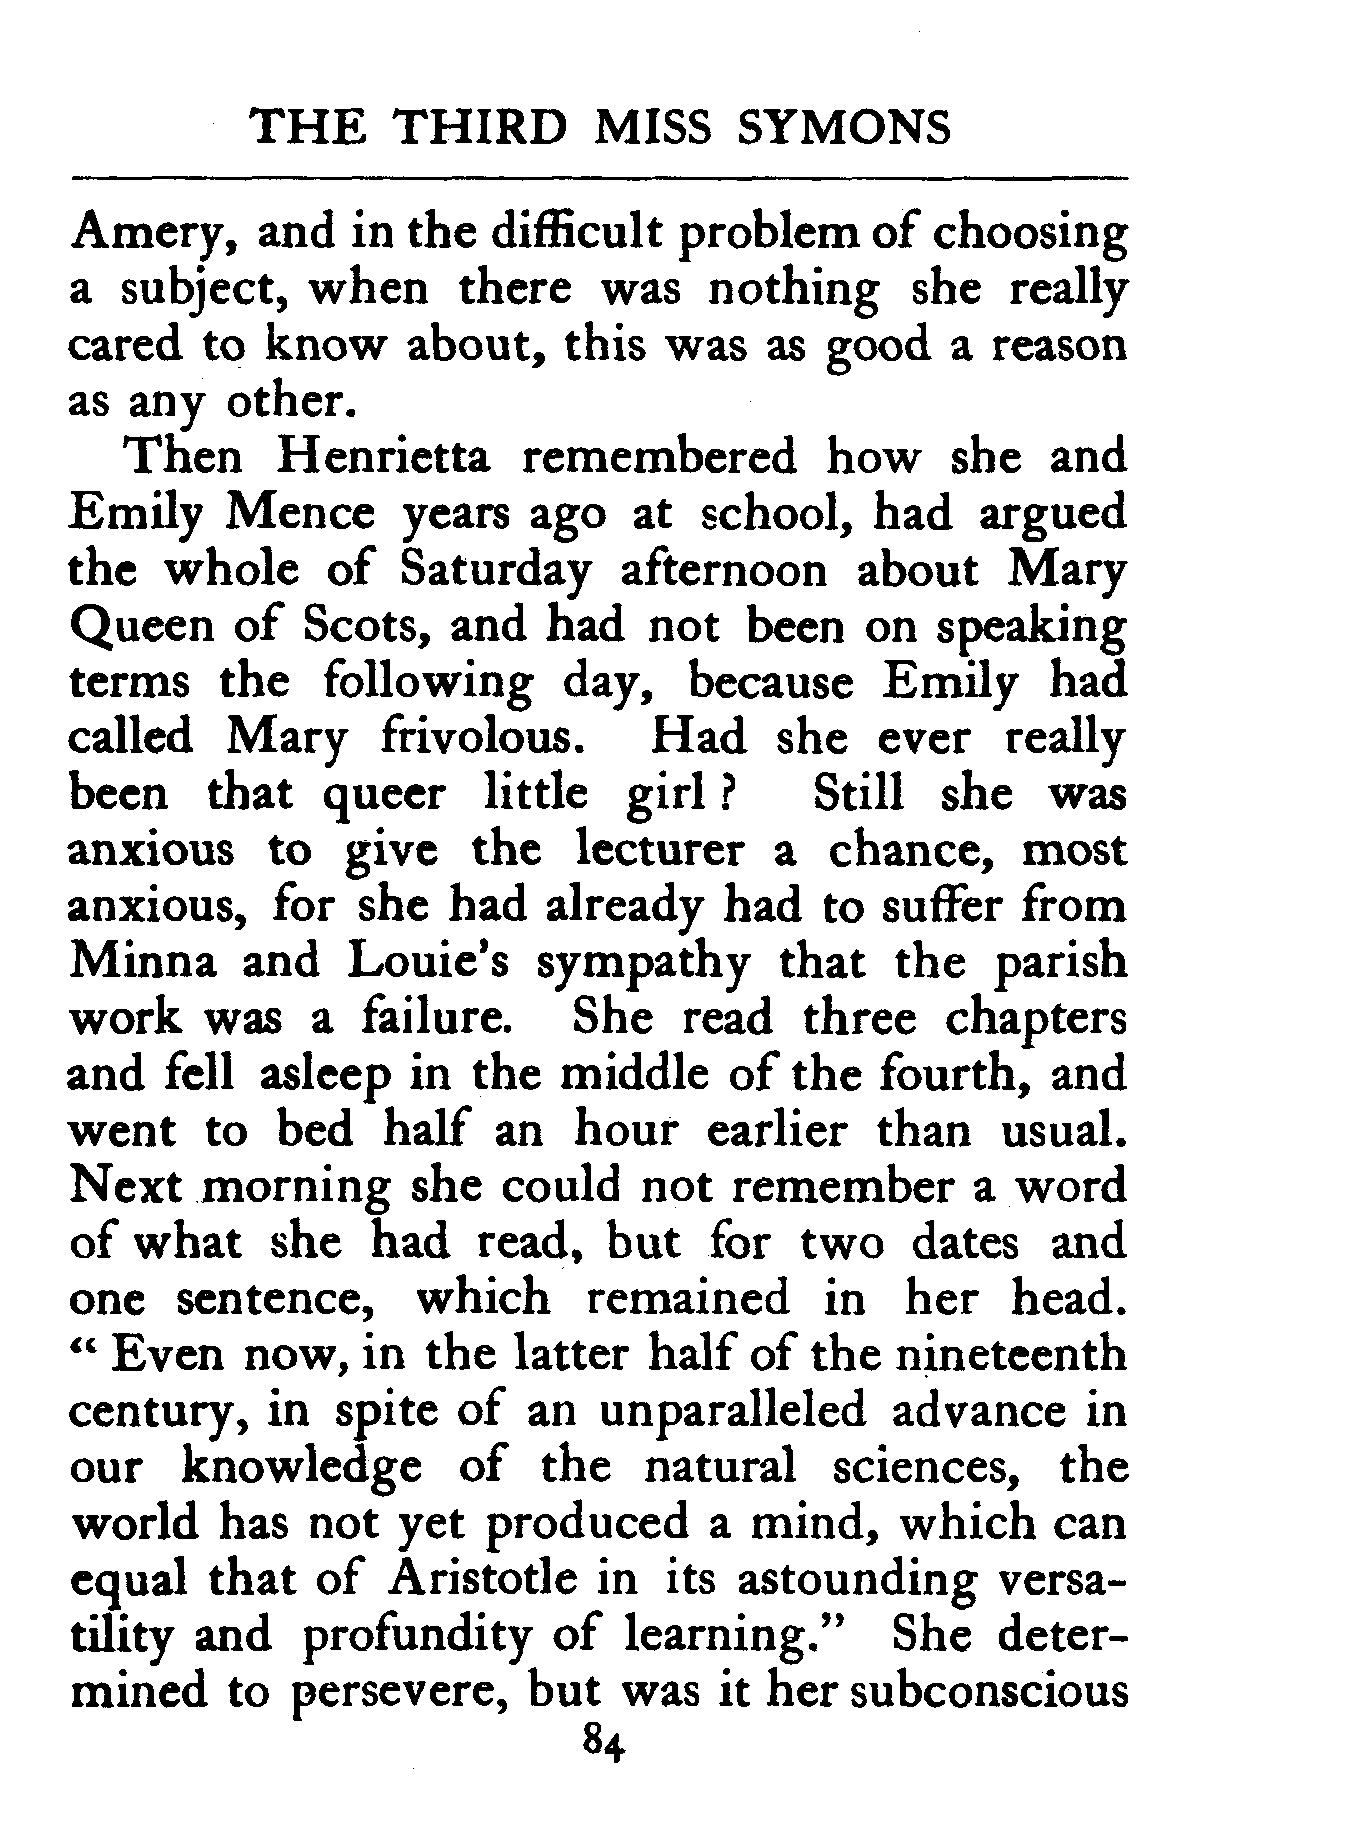 THE THIRD MISS SYMONS
Amery, and in the difficult problem of choosing
a subject, when there was nothing she really
cared to know about, this was as good a reason
as any other.
Then Henrietta remembered how she and
Emily Mence years ago at school, had argued
the whole of Saturday afternoon about Mary
Queen of Scots, and had not been on speaking
terms the following day, because Emily had
called Mary frivolous. Had she ever really
been that queer little girl ? Still she was
anxious to give the lecturer a chance, most
anxious, for she had already had to suffer from
Minna and Louie's sympathy that the parish
work was a failure. She read three chapters
and fell asleep in the middle of the fourth, and
went to bed half an hour earlier than usual.
Next morning she could not remember a word
of what she had read, but for two dates and
one sentence, which remained in her head.
“ Even now, in the latter half of the nineteenth
century, in spite of an unparalleled advance in
our knowledge of the natural sciences, the
world has not yet produced a mind, which can
equal that of Aristotle in its astounding versa-
tility and profundity of learning.” She deter-
mined to persevere, but was it her subconscious
84